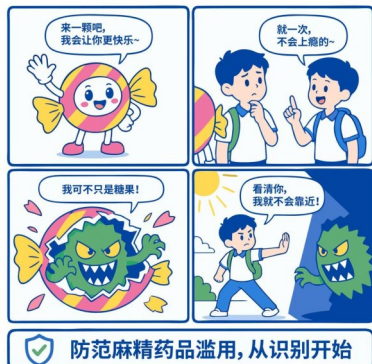 来一颗吧,
我会让你更快乐~
就一次,
不会上瘾的~
我可不只是糖果!
看清你,
我就不会靠近!
防范麻精药品滥用,从识别开始